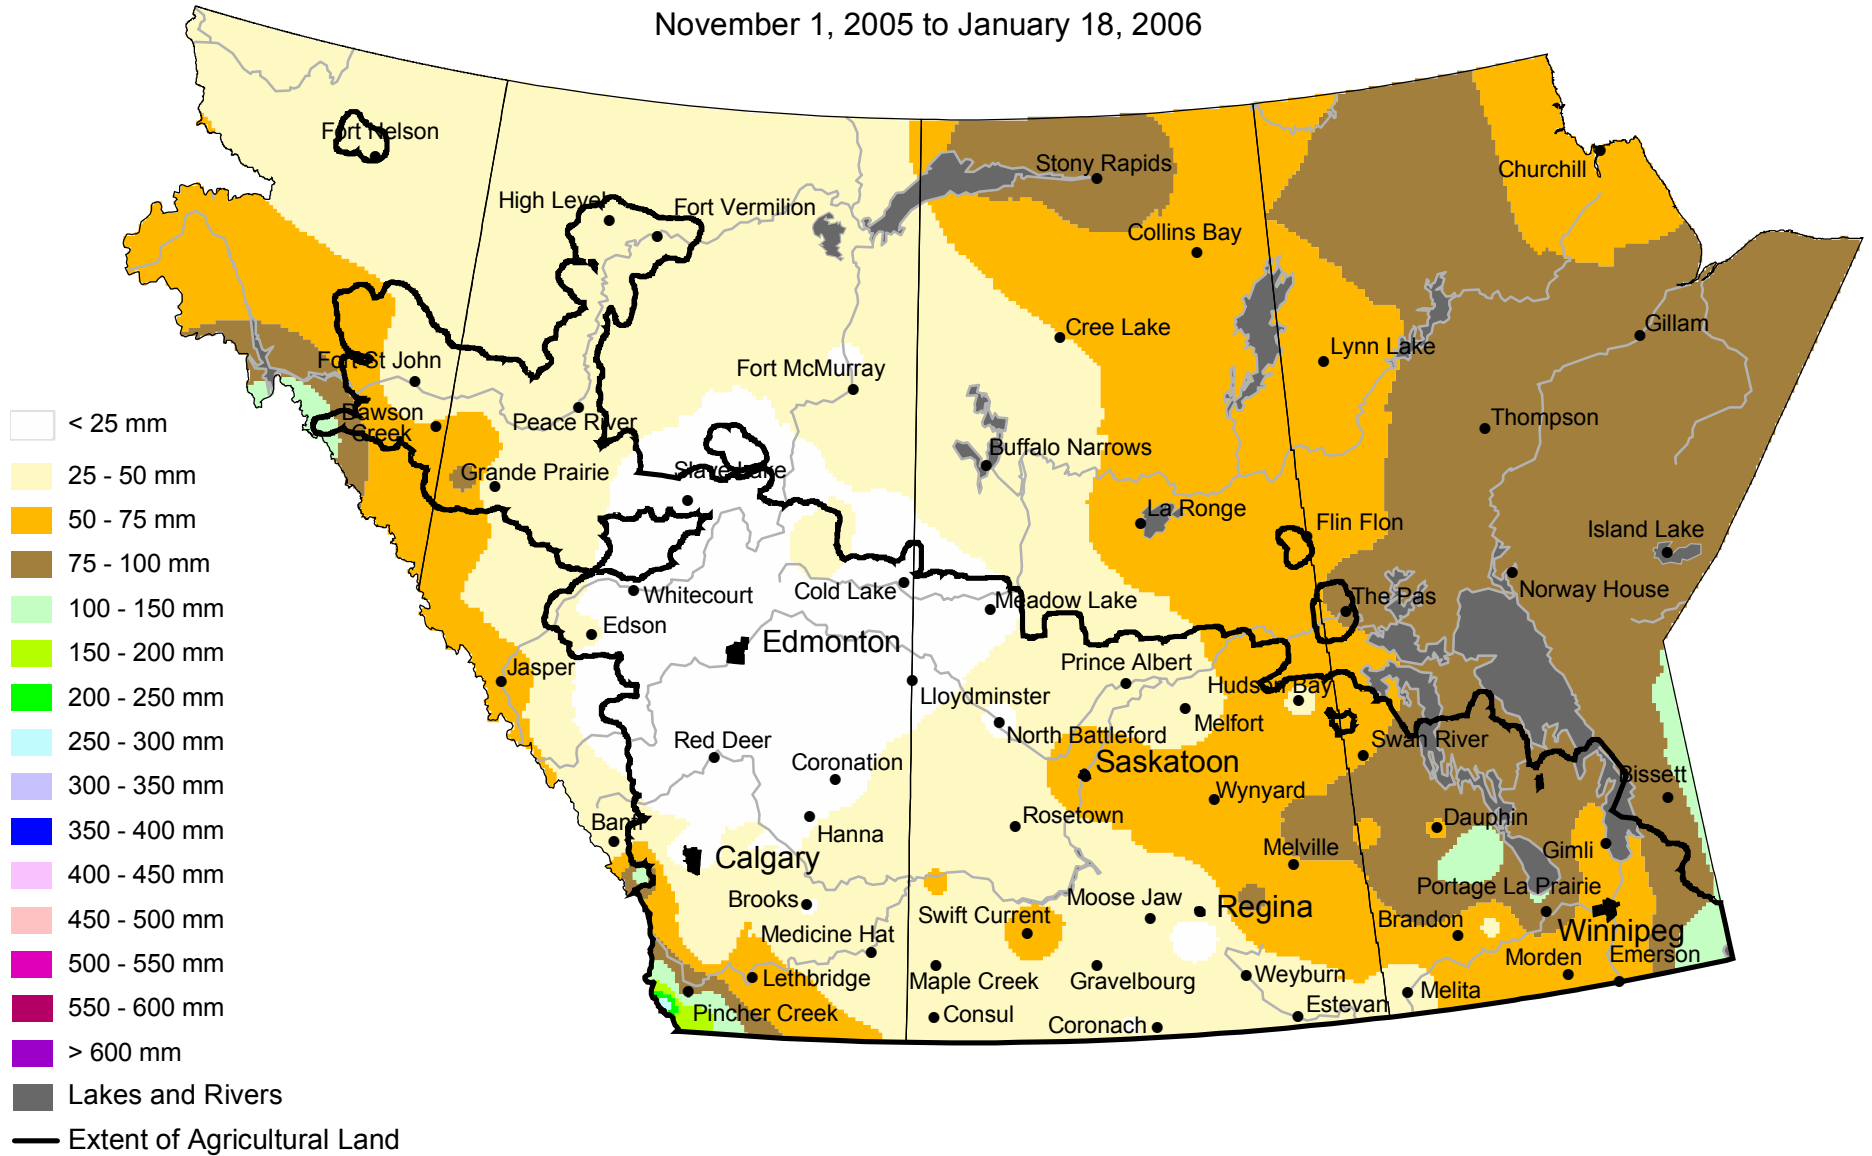 November 1, 2005 to January 18, 2006
Fort Nelson
Stony Rapids
Churchill
High Level
Fort Vermilion
Collins Bay
Gillam
Cree Lake
Lynn Lake
Fort St John
Fort McMurray
Dawson
Creek
Peace River
Thompson
Buffalo Narrows
Grande Prairie
Slave Lake
La Ronge
Flin Flon
Island Lake
Cold Lake
Whitecourt
Meadow Lake
The Pas
Norway House
Edson
Edmonton
Jasper
Prince Albert
Lloydminster
Hudson Bay
Melfort
North Battleford
Red Deer
Coronation
Saskatoon
Swan River
Bissett
Wynyard
Banff
Hanna
Rosetown
Dauphin
Calgary
Melville
Gimli
Brooks
Moose Jaw
Portage La Prairie
Swift Current
Regina
Brandon
Winnipeg
Medicine Hat
Morden
Emerson
Lethbridge
Maple Creek
Gravelbourg
Weyburn
Melita
Pincher Creek
Consul
Coronach
Estevan
< 25 mm
25 - 50 mm
50 - 75 mm
75 - 100 mm
100 - 150 mm
150 - 200 mm
200 - 250 mm
250 - 300 mm
300 - 350 mm
350 - 400 mm
400 - 450 mm
450 - 500 mm
500 - 550 mm
550 - 600 mm
> 600 mm
Lakes and Rivers
Extent of Agricultural Land